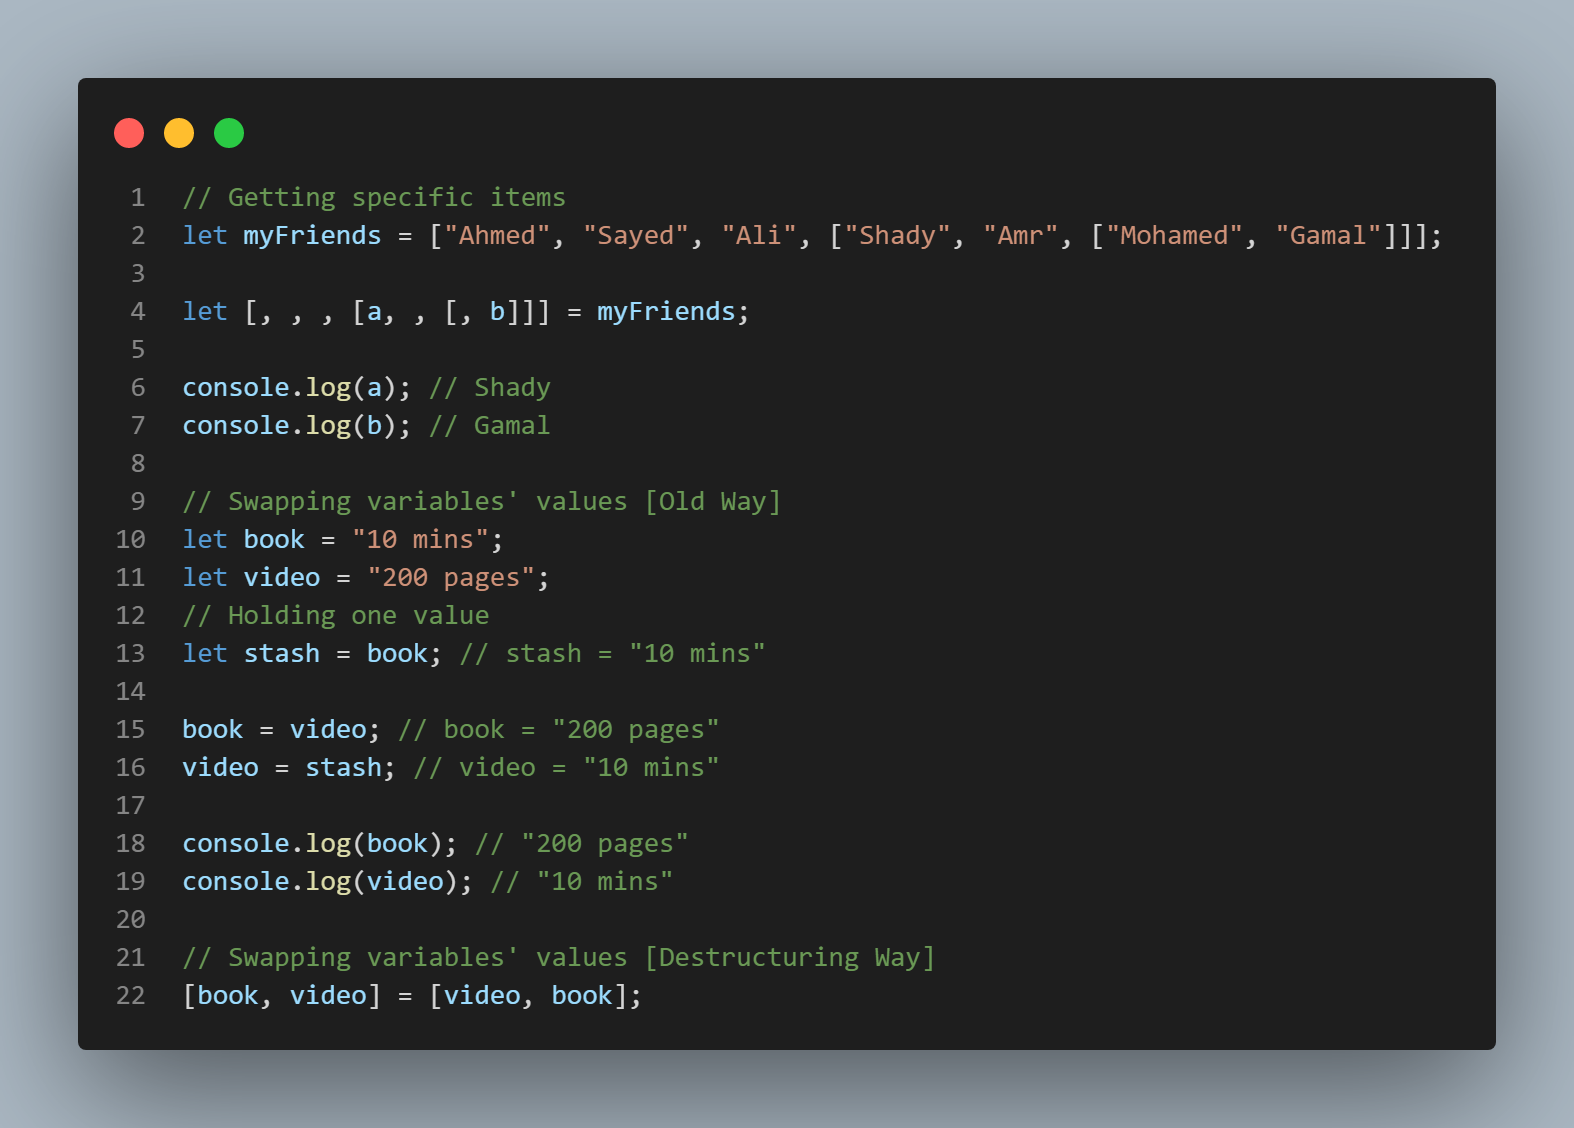 1 // Getting specific items
2 let myFriends = ["Ahmed", "Sayed", "Ali", ["Shady", "Amr", ["Mohamed", "Gamal"]]];
3
4 let [, , , [a, , [, b]]] = myFriends;
5
6 console.log(a); // Shady
7 console.log(b); // Gamal
8
9 // Swapping variables' values [Old Way]
10 let book = "10 mins";
11 let video = "200 pages";
12 // Holding one value
13 let stash = book; // stash = "10 mins"
14
15 book = video; // book = "200 pages"
16 video = stash; // video = "10 mins"
17
18 console.log(book); // "200 pages"
19 console.log(video); // "10 mins"
20
21 // Swapping variables' values [Destructuring Way]
22 [book, video] = [video, book];